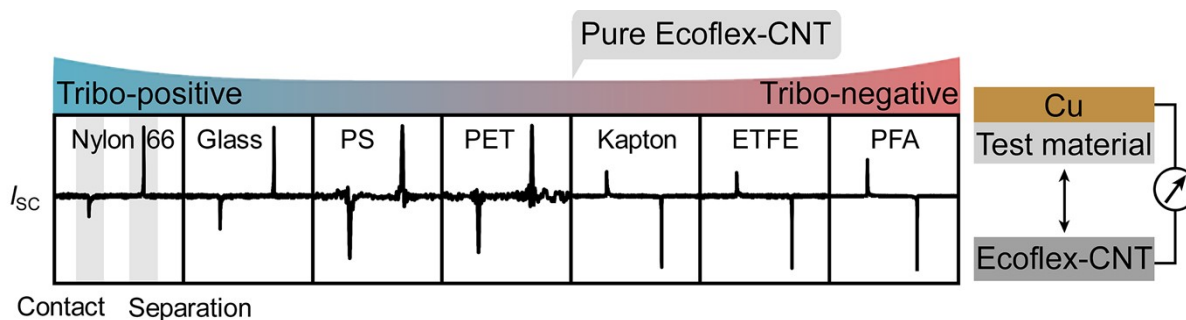 Pure Ecoflex-CNT
Tribo-positive
Tribo-negative
Nylon 66
Glass
PS
PET
Kapton
ETFE
PFA
I_SC
Contact
Separation
Cu
Test material
Ecoflex-CNT